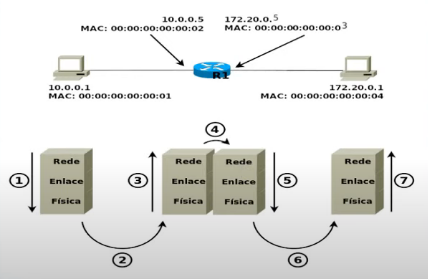 10.0.0.5
MAC: 00:00:00:00:00:02
172.20.0.5
MAC: 00:00:00:00:00:03
R1
10.0.0.1
MAC: 00:00:00:00:00:01
172.20.0.1
MAC: 00:00:00:00:00:04
4
1
Rede
Enlace
Física
3
Rede
Enlace
Física
Rede
Enlace
Física
5
Rede
Enlace
Física
7
2
6